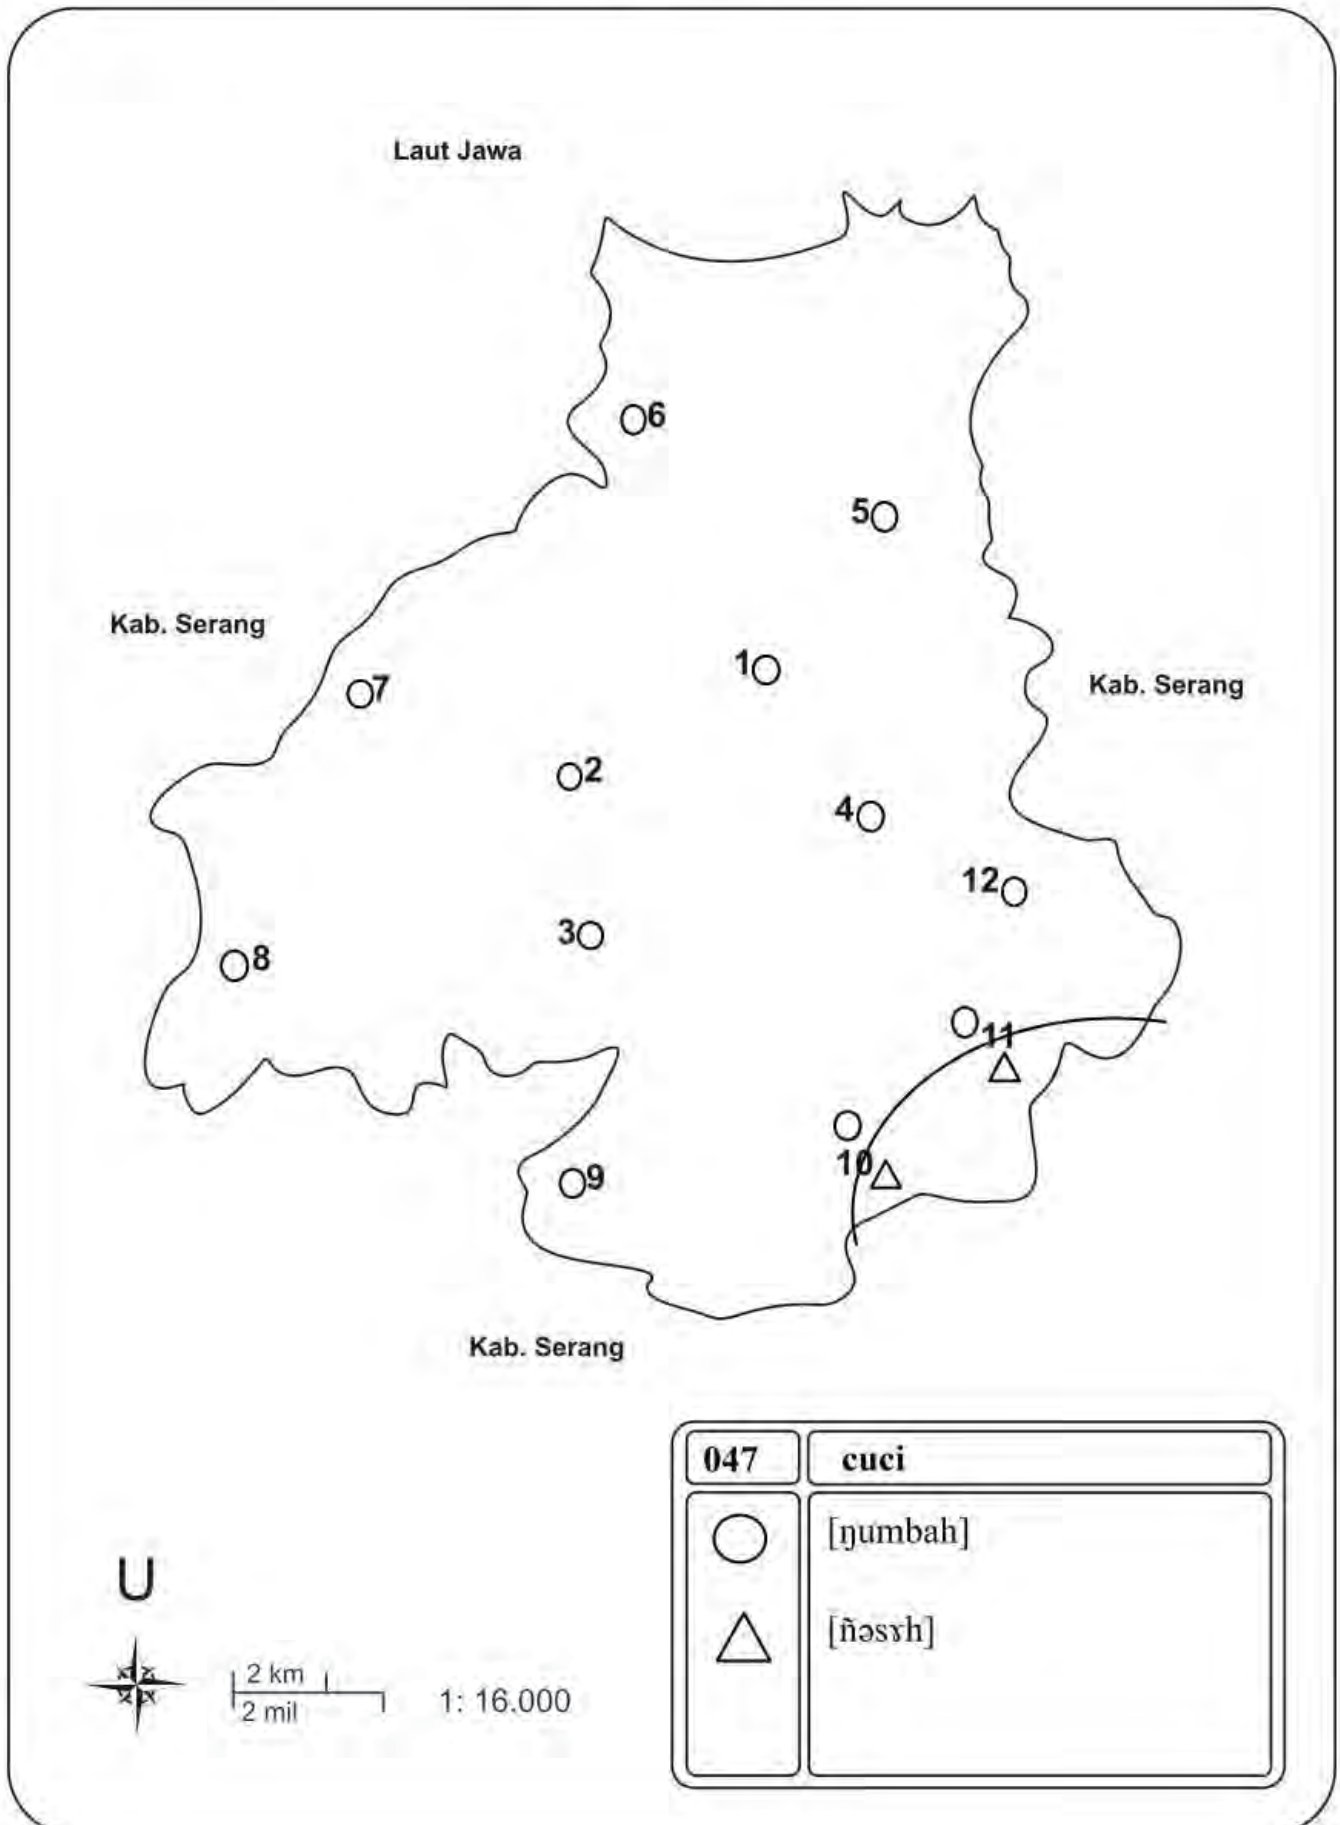 Laut Jawa
6
5
Kab. Serang
1
Kab. Serang
7
2
4
12
3
8
11
10
9
Kab. Serang
047 cuci
[ŋumbah]
[ñəsɤh]
U
2 km
2 mil
1: 16.000